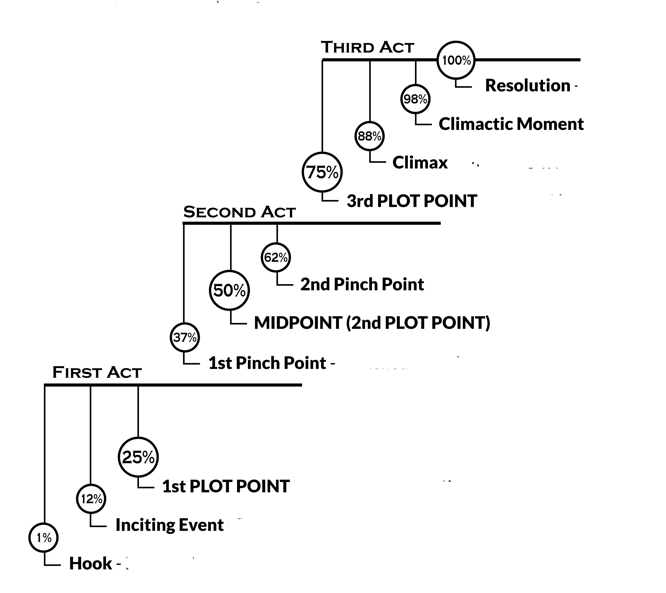 THIRD ACT
100%
Resolution -
98%
Climactic Moment
88%
Climax
75%
3rd PLOT POINT
SECOND ACT
62%
2nd Pinch Point
50%
MIDPOINT (2nd PLOT POINT)
37%
1st Pinch Point -
FIRST ACT
25%
1st PLOT POINT
12%
Inciting Event
1%
Hook -